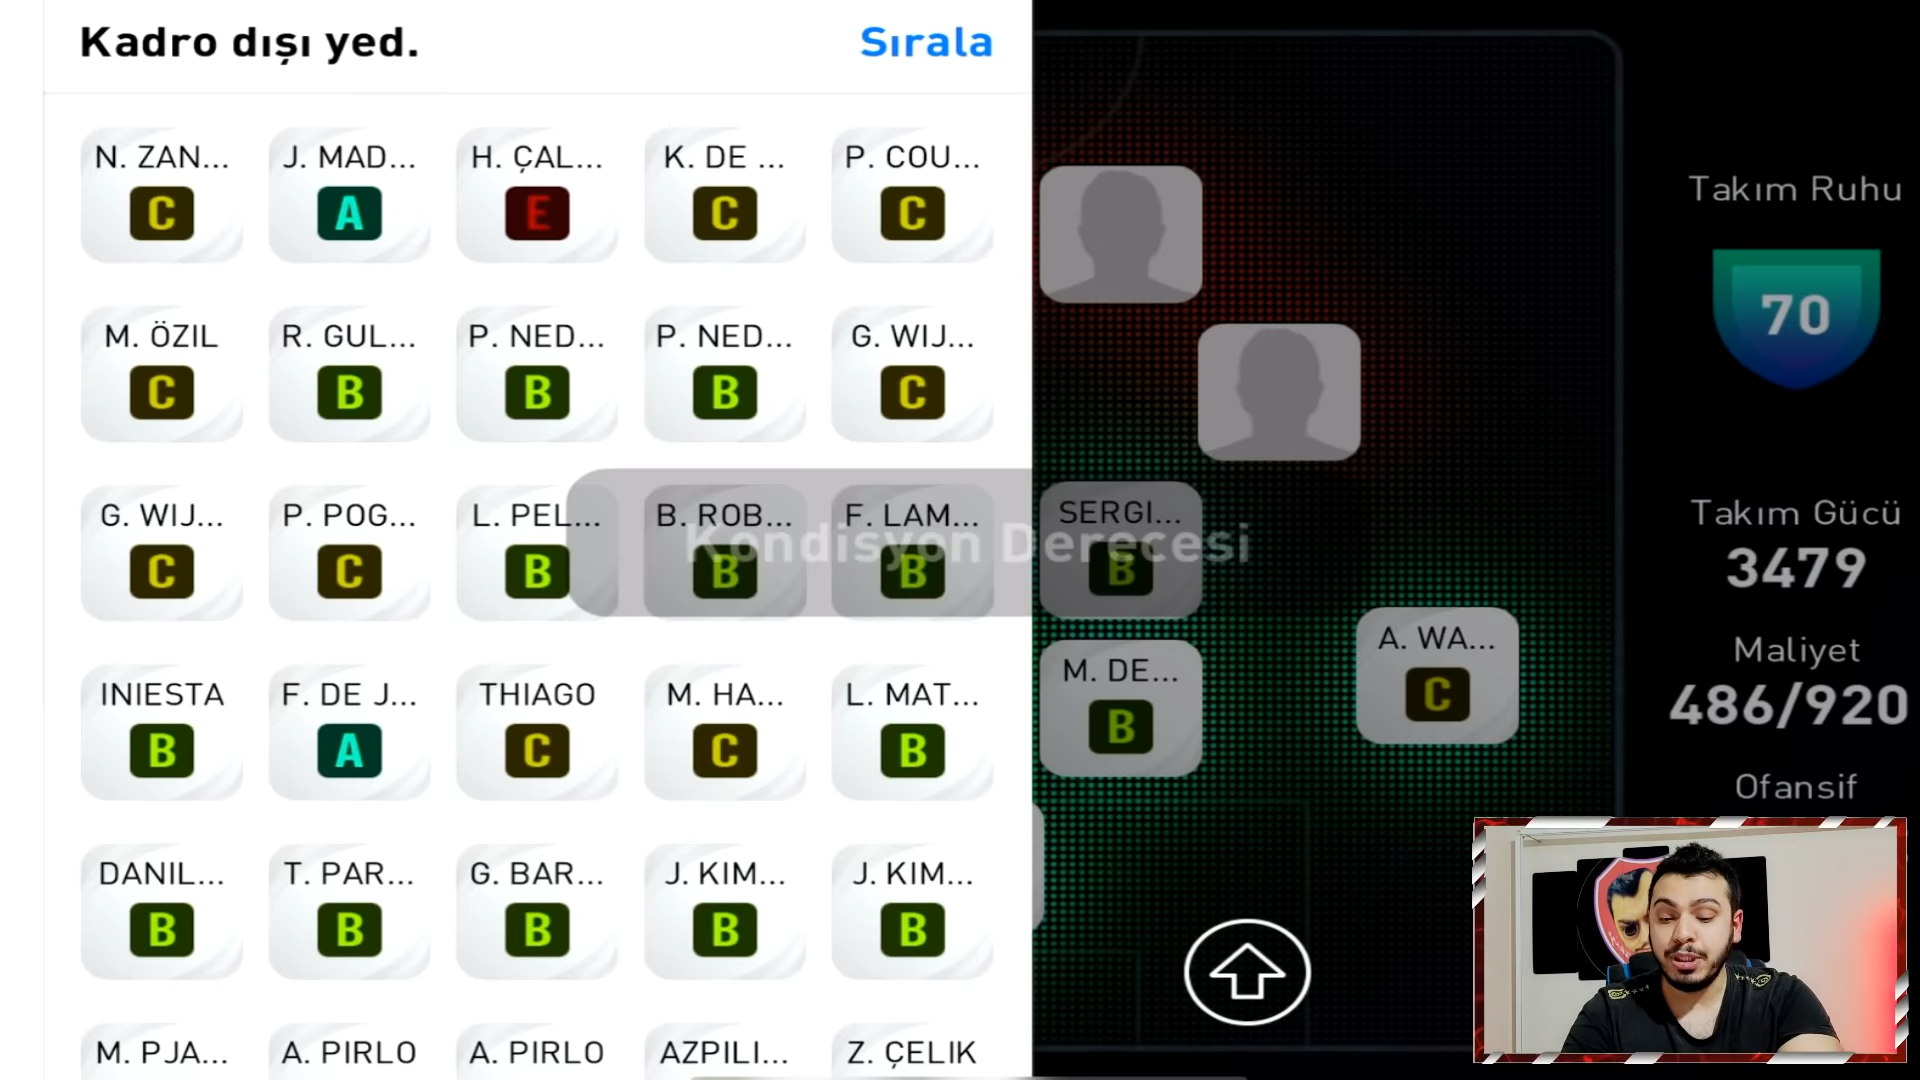 Kadro dışı yed.
Sırala
N. ZAN... J. MAD... H. ÇAL... K. DE ... P. COU...
C A E C C
M. ÖZIL R. GUL... P. NED... P. NED... G. WIJ...
C B B B C
G. WIJ... P. POG... L. PEL... B. ROB... F. LAM...
C C B B B
INIESTA F. DE J... THIAGO M. HA... L. MAT...
B A C C B
DANIL... T. PAR... G. BAR... J. KIM... J. KIM...
B B B B B
M. PJA... A. PIRLO A. PIRLO AZPILI... Z. ÇELIK
Kondisyon Derecesi
SERGI...
B
M. DE...
B
A. WA...
C
Takım Ruhu
70
Takım Gücü
3479
Maliyet
486/920
Ofansif